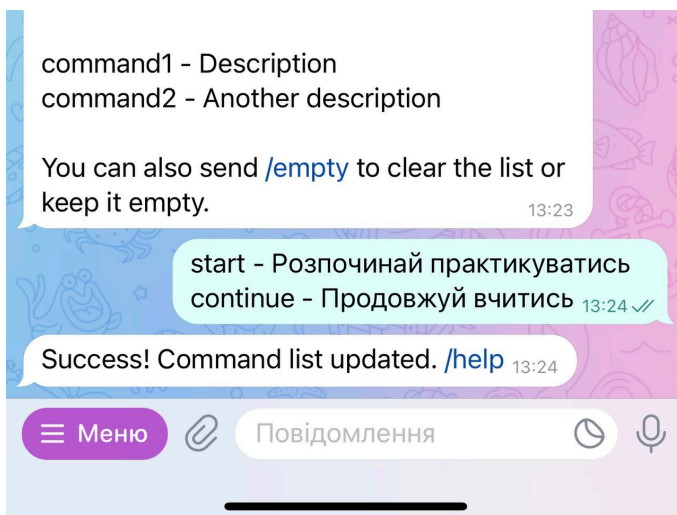 command1 - Description
command2 - Another description
You can also send /empty to clear the list or
keep it empty.
13:23
start - Розпочинай практикуватись
continue - Продовжуй вчитись 13:24
Success! Command list updated. /help 13:24
Меню
Повідомлення